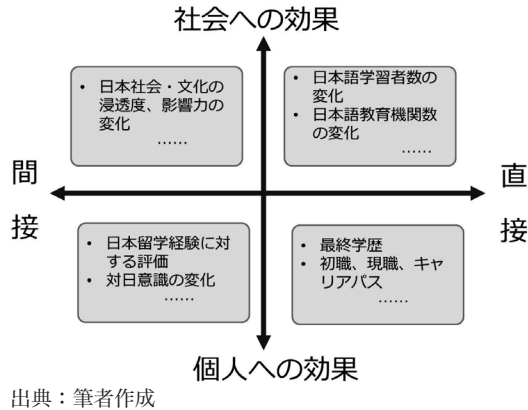 社会への効果
• 日本社会・文化の
浸透度、影響力の
変化
……
• 日本語学習者数の
変化
• 日本語教育機関数
の変化
……
間
接
直
接
• 日本留学経験に対
する評価
• 対日意識の変化
……
• 最終学歴
• 初職、現職、キャ
リアパス
……
個人への効果
出典：筆者作成